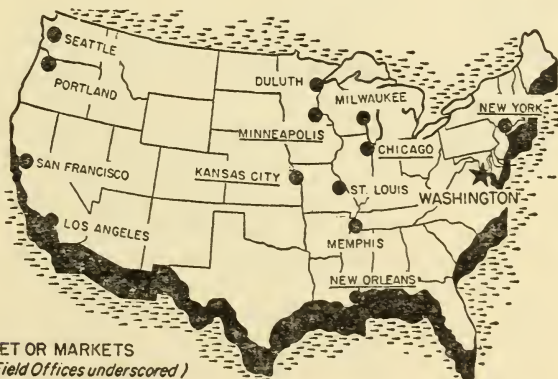 SEATTLE
PORTLAND
DULUTH
MILWAUKEE
NEW YORK
MINNEAPOLIS
CHICAGO
SAN FRANCISCO
KANSAS CITY
ST. LOUIS
WASHINGTON
LOS ANGELES
MEMPHIS
NEW ORLEANS
ET OR MARKETS
ield Offices underscored)